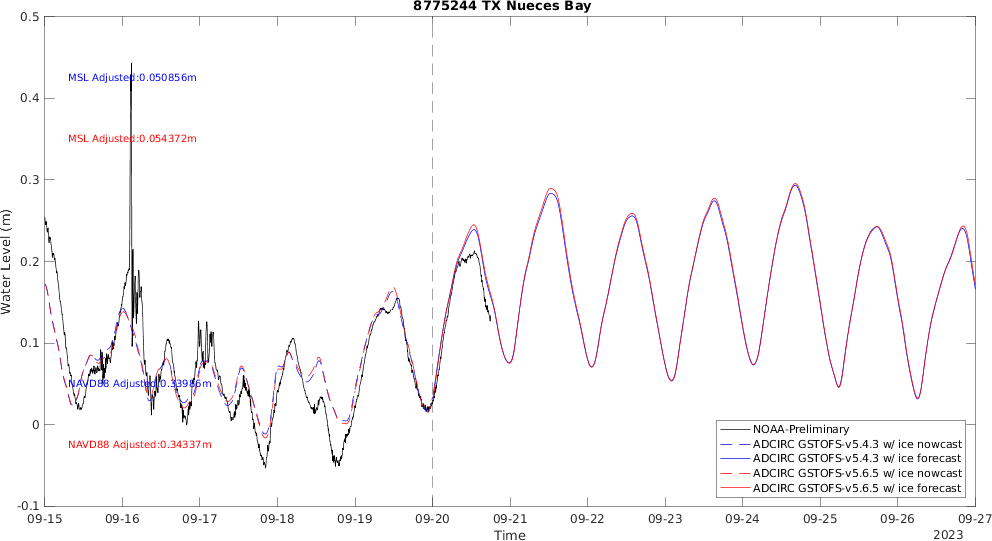 8775244 TX Nueces Bay
0.5
0.4
0.3
0.2
0.1
0
-0.1
Water Level (m)
MSL Adjusted:0.050856m
MSL Adjusted:0.054372m
NAVD88 Adjusted:0.33986m
NAVD88 Adjusted:0.34337m
NOAA-Preliminary
ADCIRC GSTOFS-v5.4.3 w/ ice nowcast
ADCIRC GSTOFS-v5.4.3 w/ ice forecast
ADCIRC GSTOFS-v5.6.5 w/ ice nowcast
ADCIRC GSTOFS-v5.6.5 w/ ice forecast
09-15 09-16 09-17 09-18 09-19 09-20 09-21 09-22 09-23 09-24 09-25 09-26 09-27
Time
2023